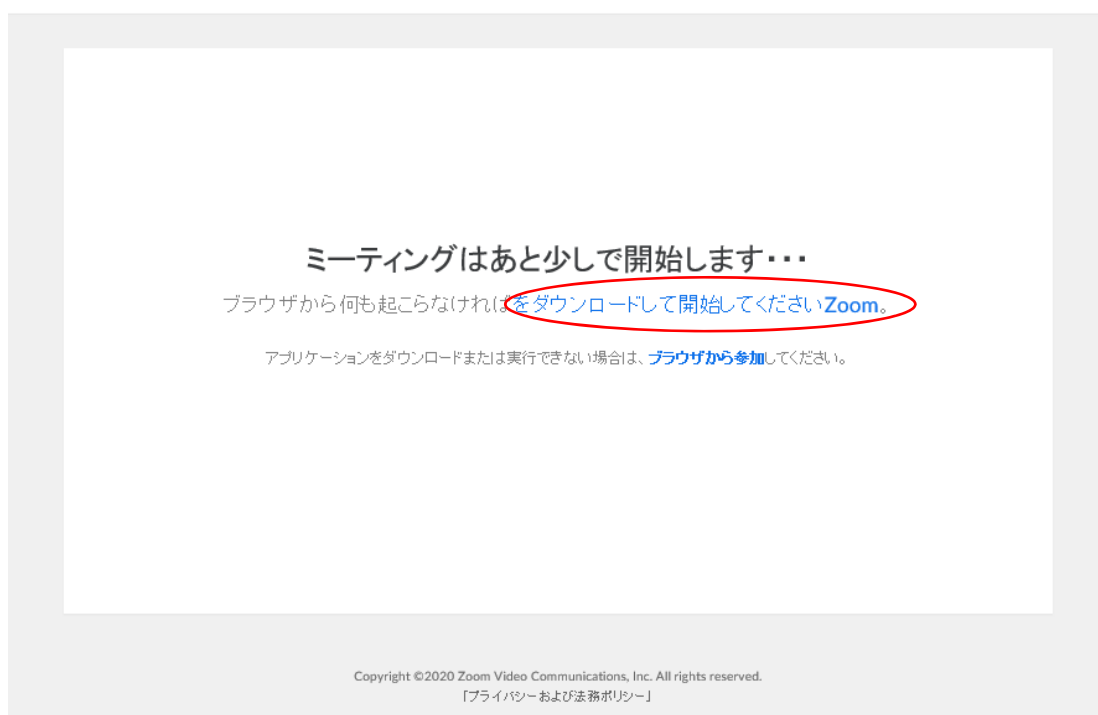 ミーティングはあと少しで開始します・・・
ブラウザから何も起こらなければをダウンロードして開始してくださいZoom。
アプリケーションをダウンロードまたは実行できない場合は、ブラウザから参加してください。
Copyright ©2020 Zoom Video Communications, Inc. All rights reserved.
「プライバシーおよび法務ポリシー」